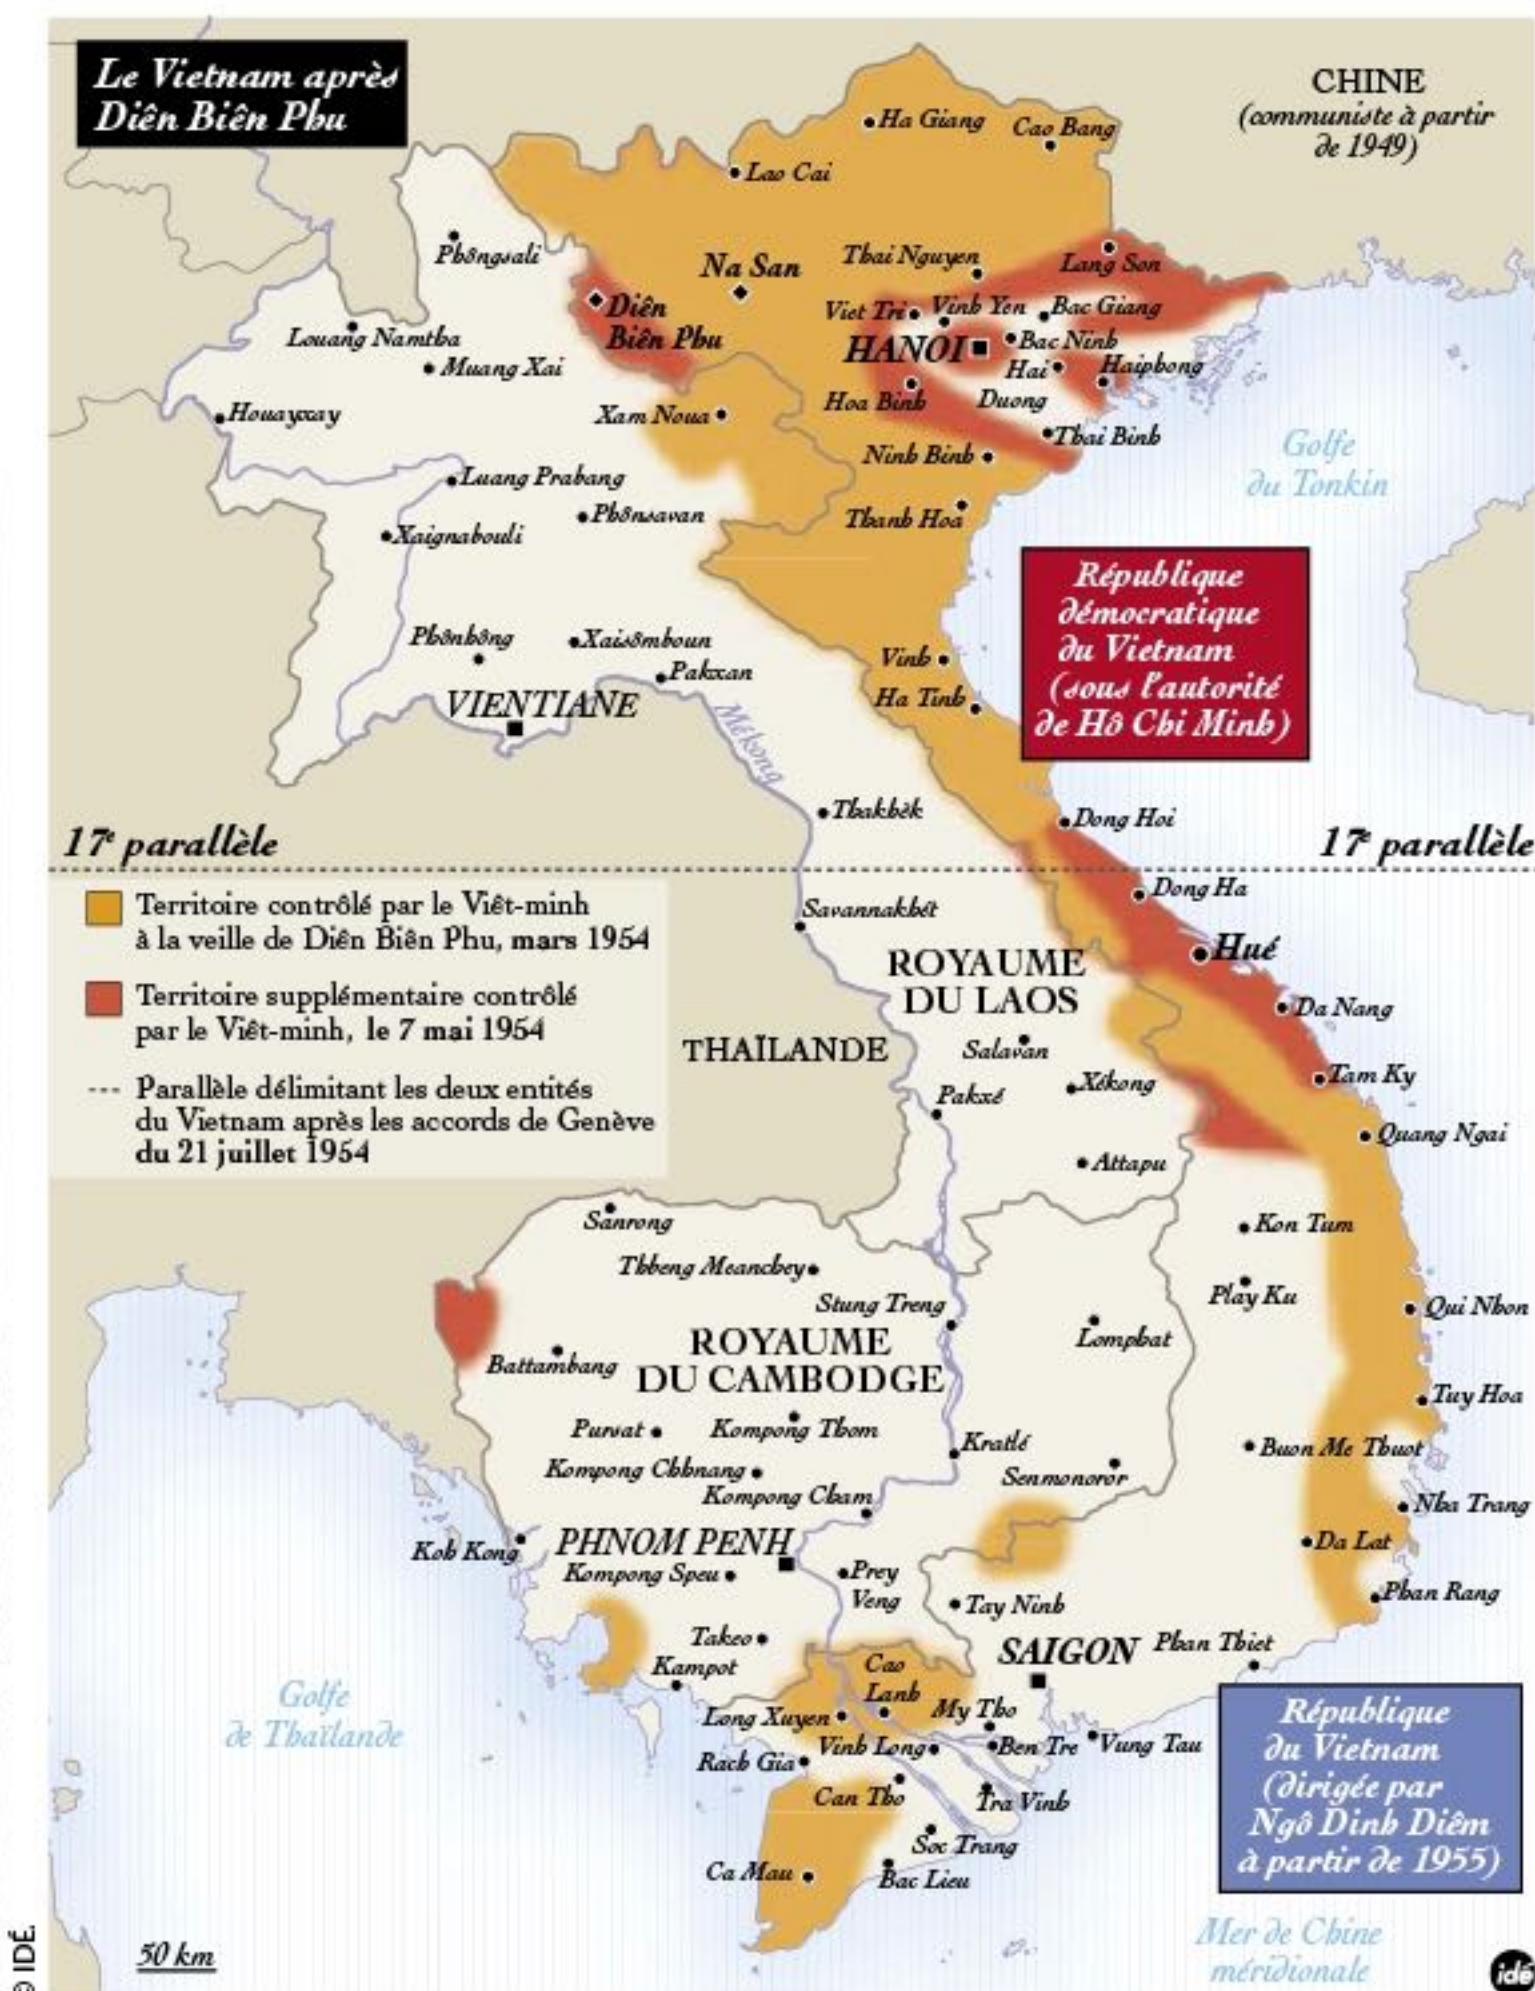 Le Vietnam après
Diên Biên Phu
CHINE
(communiste à partir
de 1949)
Ha Giang
Cao Bang
Lao Cai
Phôngsali
Na San
Thai Nguyen
Lang Son
Diên
Biên Phu
Viet Tri
Vinh Yen
Bac Giang
Louang Namtha
HANOI
Bac Ninh
Muang Xai
Hai
Duong
Haiphong
Houayxay
Xam Noua
Hoa Binh
Thai Binh
Ninh Binh
Golfe
du Tonkin
Luang Prabang
Phônsavan
Thanh Hoa
Xaignabouli
République
démocratique
du Vietnam
(sous l'autorité
de Hô Chi Minh)
Phônhông
Xaisômboun
Vinh
Pakxan
Ha Tinh
VIENTIANE
Mékong
Thakhèk
Dong Hoi
17e parallèle
17e parallèle
Territoire contrôlé par le Viêt-minh
à la veille de Diên Biên Phu, mars 1954
Territoire supplémentaire contrôlé
par le Viêt-minh, le 7 mai 1954
Parallèle délimitant les deux entités
du Vietnam après les accords de Genève
du 21 juillet 1954
Dong Ha
Savannakhét
Hué
ROYAUME
DU LAOS
Da Nang
THAÏLANDE
Salavan
Tam Ky
Xékong
Pakxé
Quang Ngai
Attapu
Sanrong
Kon Tum
Thbeng Meanchey
Play Ku
Stung Treng
Qui Nhon
ROYAUME
DU CAMBODGE
Lomphat
Battambang
Tuy Hoa
Pursat
Kompong Thom
Kratié
Buon Me Thuot
Kompong Chhnang
Senmonoror
Kompong Cham
Nha Trang
Koh Kong
PHNOM PENH
Da Lat
Kompong Speu
Prey
Veng
Phan Rang
Tay Ninh
Takeo
SAIGON
Phan Thiet
Kampot
Cao
Lanh
Golfe
de Thaïlande
Long Xuyen
My Tho
République
du Vietnam
(dirigée par
Ngô Dinh Diêm
à partir de 1955)
Vinh Long
Ben Tre
Vung Tau
Rach Gia
Can Tho
Tra Vinh
Soc Trang
Ca Mau
Bac Lieu
Mer de Chine
méridionale
50 km
© IDÉ.
idé